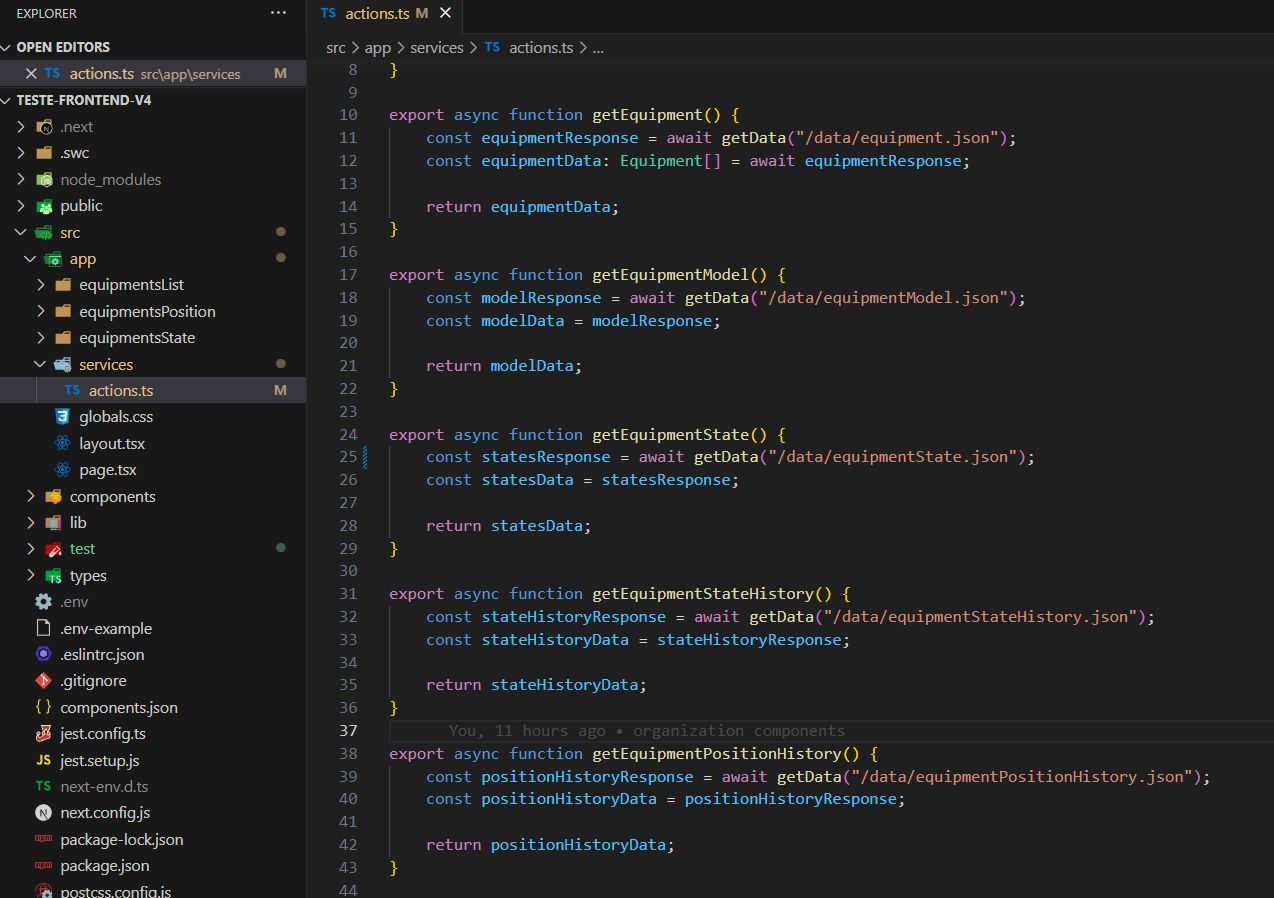 EXPLORER
OPEN EDITORS
TS actions.ts src\app\services M
TESTE-FRONTEND-V4
.next
.swc
node_modules
public
src
app
equipmentsList
equipmentsPosition
equipmentsState
services
TS actions.ts M
globals.css
layout.tsx
page.tsx
components
lib
test
types
.env
.env-example
.eslintrc.json
.gitignore
components.json
jest.config.ts
JS jest.setup.js
TS next-env.d.ts
next.config.js
package-lock.json
package.json
postcss.config.js
TS actions.ts M
src > app > services > TS actions.ts > ...
8 }
9
10 export async function getEquipment() {
11 const equipmentResponse = await getData("/data/equipment.json");
12 const equipmentData: Equipment[] = await equipmentResponse;
13
14 return equipmentData;
15 }
16
17 export async function getEquipmentModel() {
18 const modelResponse = await getData("/data/equipmentModel.json");
19 const modelData = modelResponse;
20
21 return modelData;
22 }
23
24 export async function getEquipmentState() {
25 const statesResponse = await getData("/data/equipmentState.json");
26 const statesData = statesResponse;
27
28 return statesData;
29 }
30
31 export async function getEquipmentStateHistory() {
32 const stateHistoryResponse = await getData("/data/equipmentStateHistory.json");
33 const stateHistoryData = stateHistoryResponse;
34
35 return stateHistoryData;
36 }
37 You, 11 hours ago • organization components
38 export async function getEquipmentPositionHistory() {
39 const positionHistoryResponse = await getData("/data/equipmentPositionHistory.json");
40 const positionHistoryData = positionHistoryResponse;
41
42 return positionHistoryData;
43 }
44